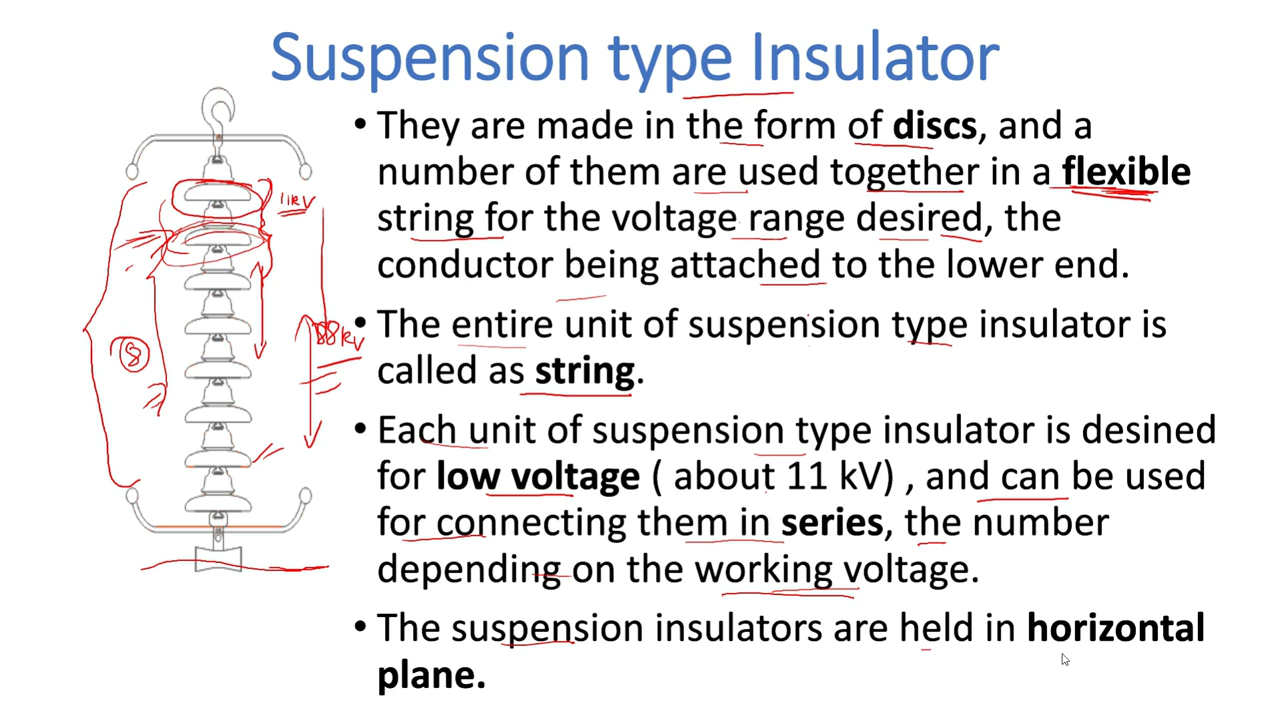 Suspension type Insulator
• They are made in the form of discs, and a
number of them are used together in a flexible
string for the voltage range desired, the
conductor being attached to the lower end.
• The entire unit of suspension type insulator is
called as string.
• Each unit of suspension type insulator is desined
for low voltage ( about 11 kV) , and can be used
for connecting them in series, the number
depending on the working voltage.
• The suspension insulators are held in horizontal
plane.
11kV
88kV
8